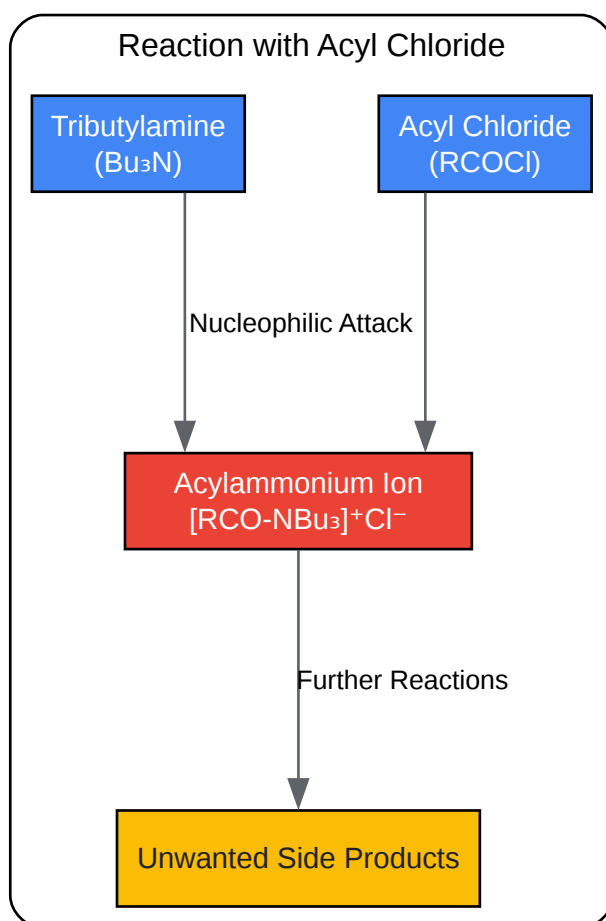 Reaction with Acyl Chloride
Tributylamine
(Bu₃N)
Acyl Chloride
(RCOCl)
Nucleophilic Attack
Acylammonium Ion
[RCO-NBu₃]⁺Cl⁻
Further Reactions
Unwanted Side Products